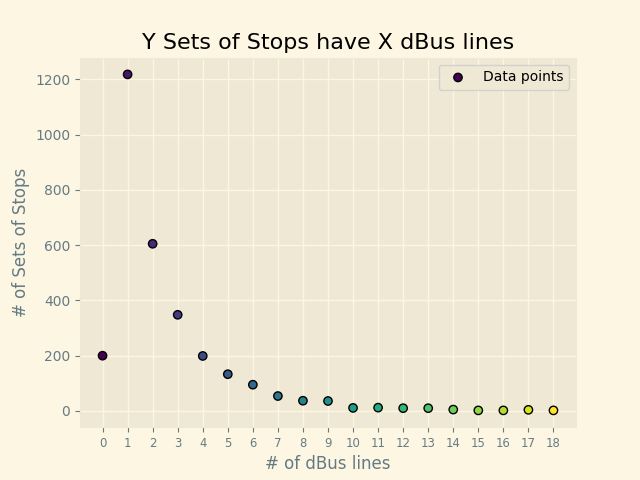 Y Sets of Stops have X dBus lines
Data points
# of Sets of Stops
1200
1000
800
600
400
200
0
0 1 2 3 4 5 6 7 8 9 10 11 12 13 14 15 16 17 18
# of dBus lines